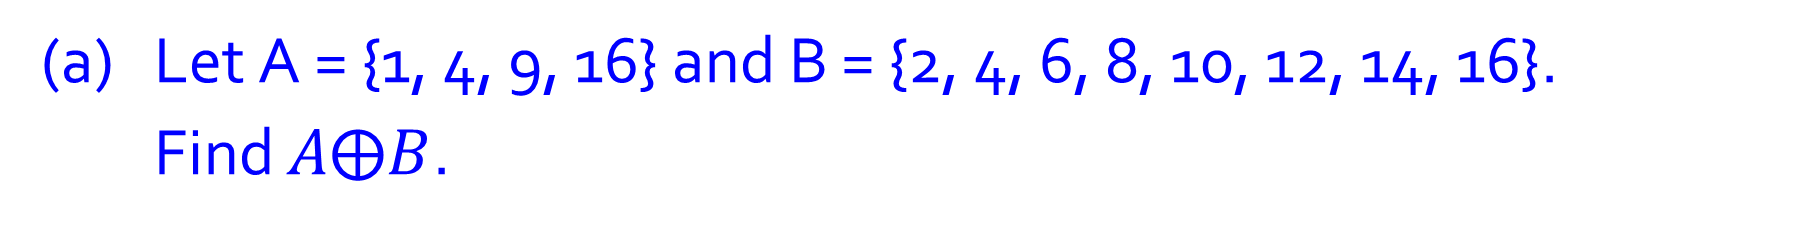 (a) Let A = {1, 4, 9, 16} and B = {2, 4, 6, 8, 10, 12, 14, 16}.
Find A⊕B.